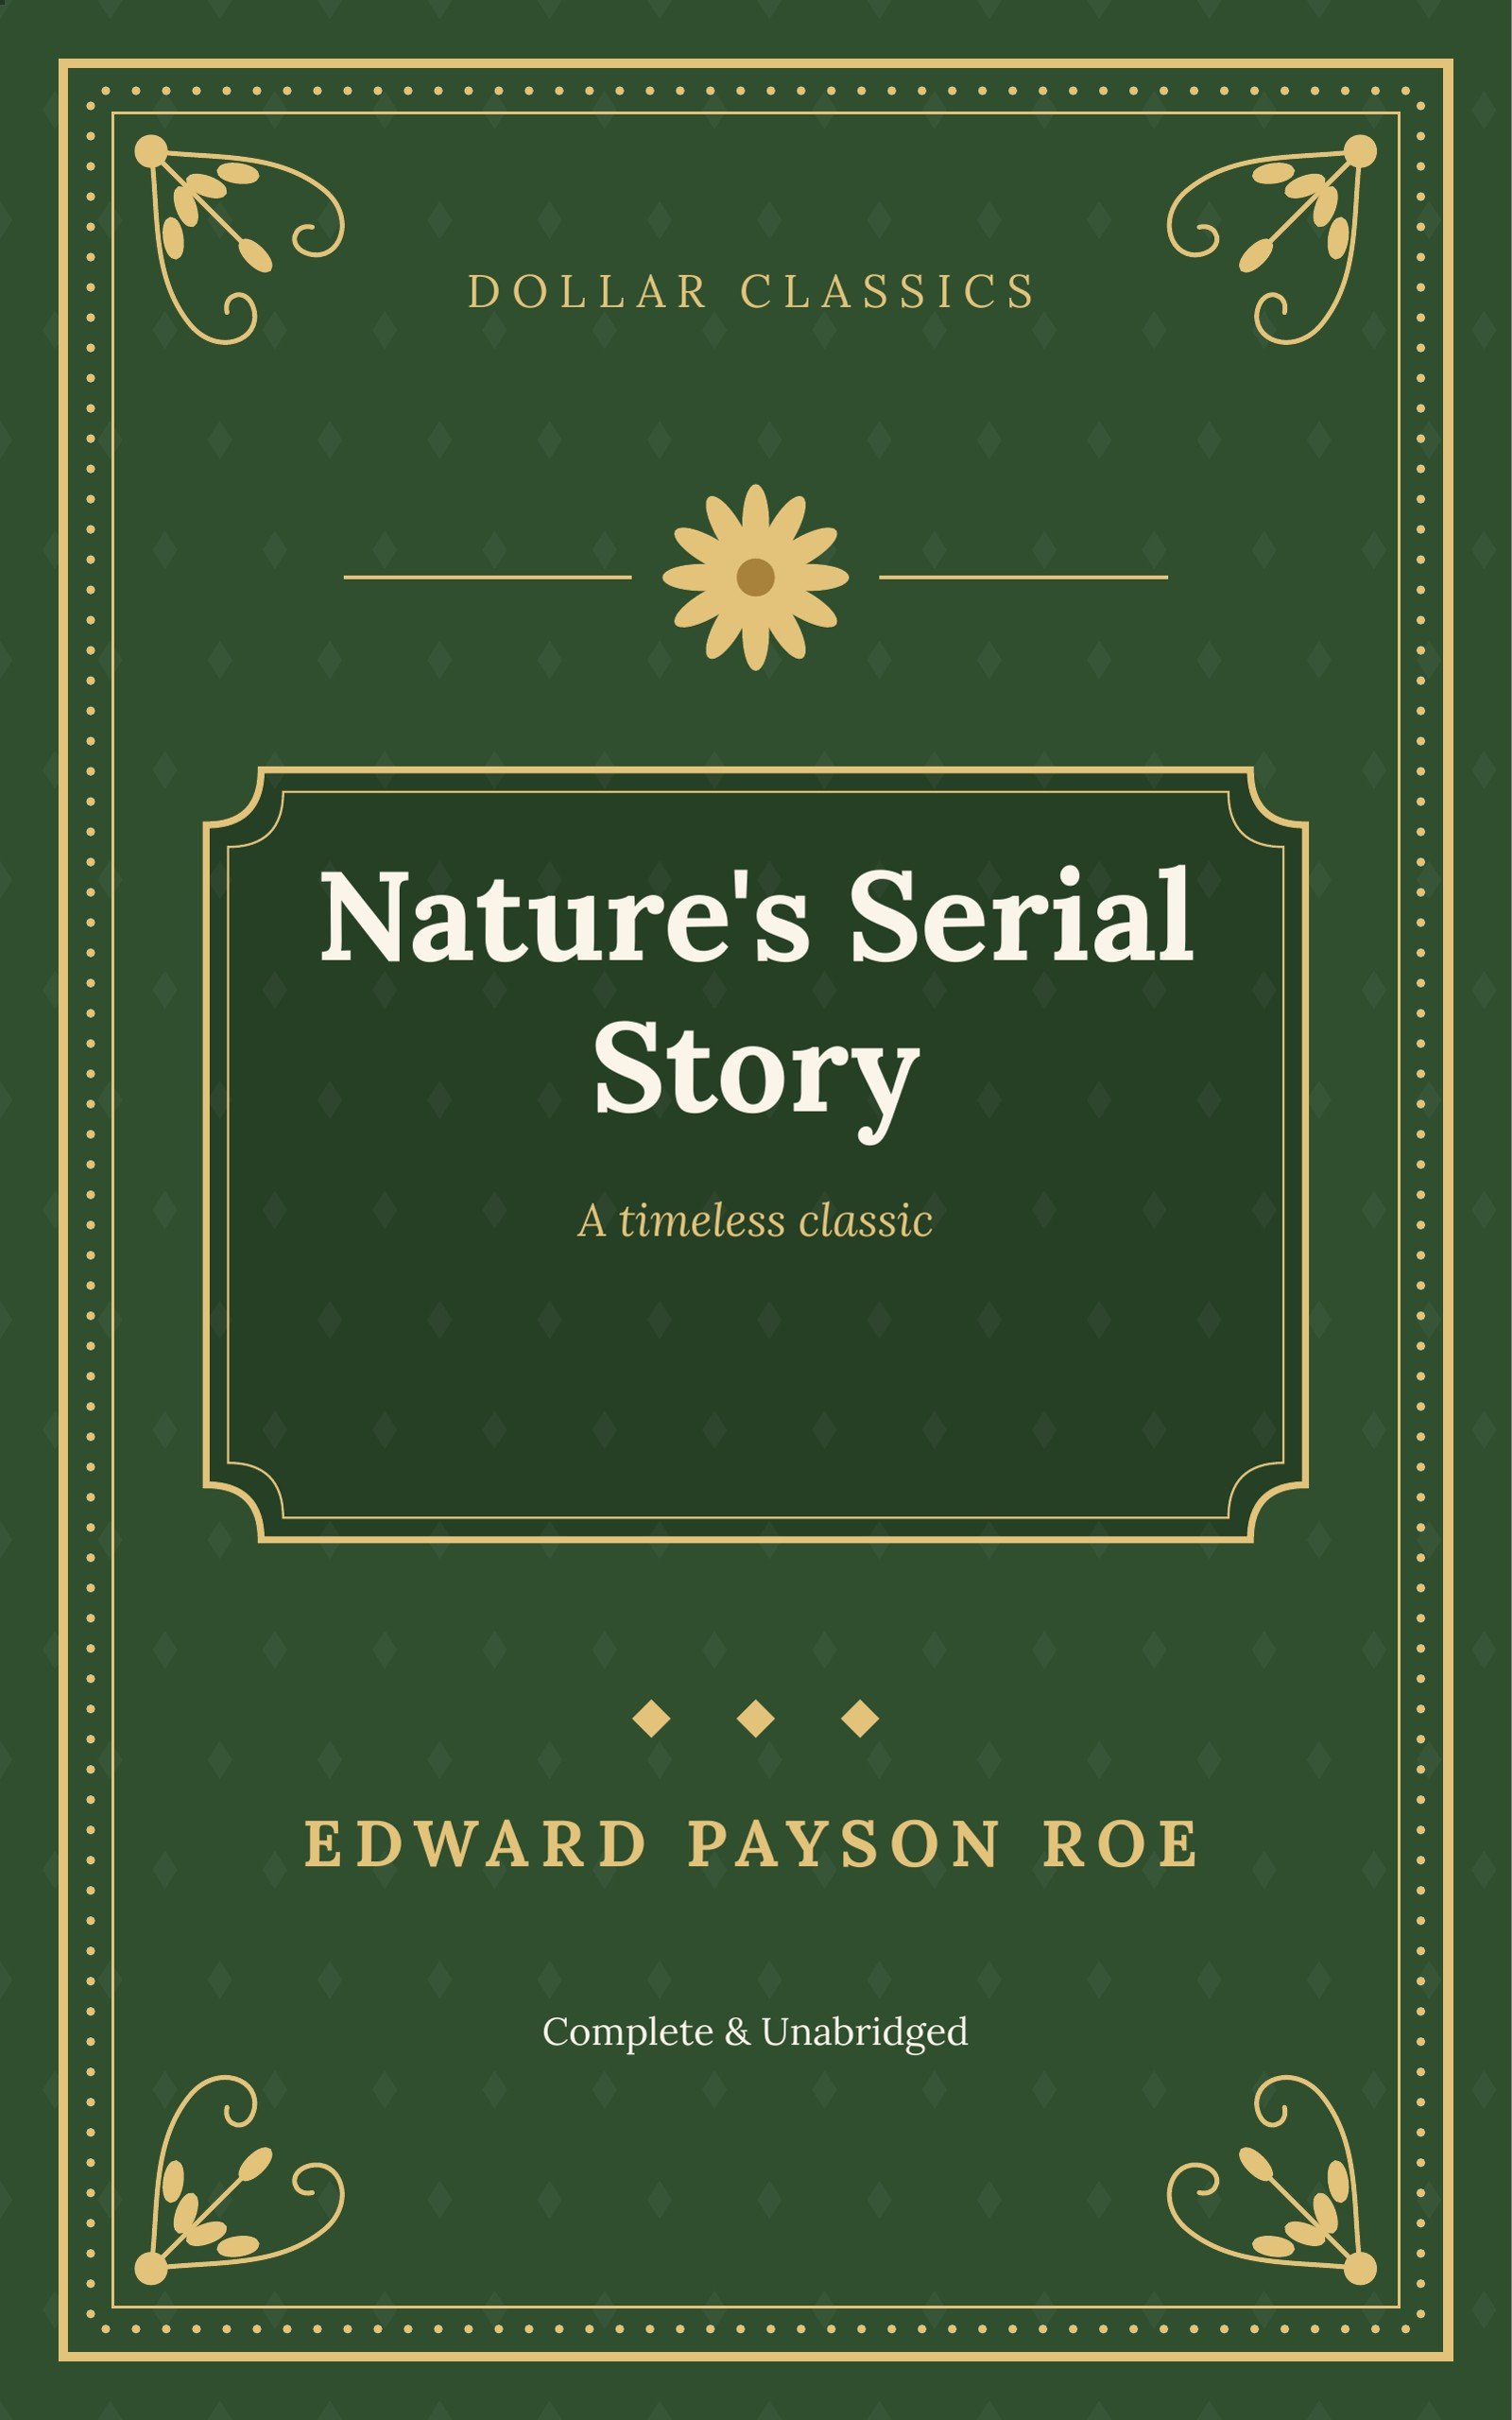 DOLLAR CLASSICS
Nature's Serial
Story
A timeless classic
EDWARD PAYSON ROE
Complete & Unabridged